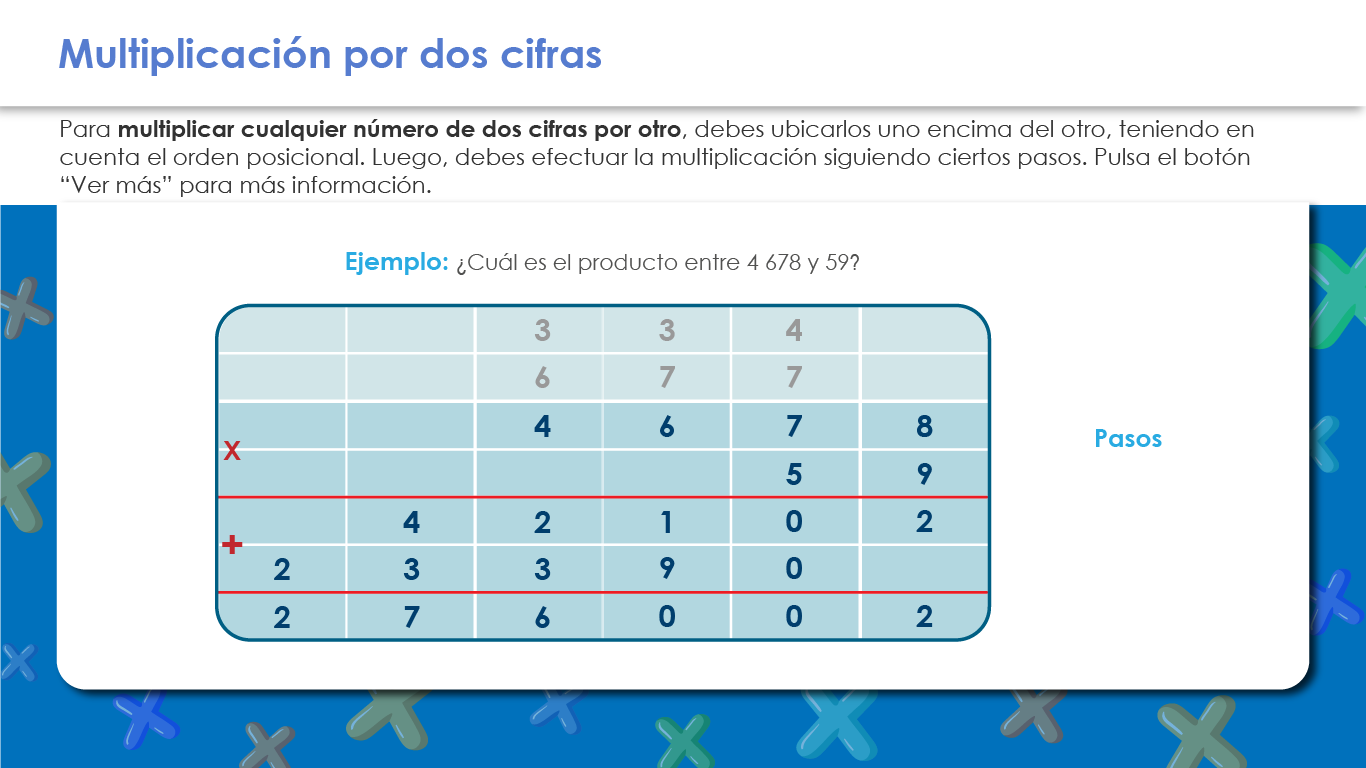 Multiplicación por dos cifras
Para multiplicar cualquier número de dos cifras por otro, debes ubicarlos uno encima del otro, teniendo en
cuenta el orden posicional. Luego, debes efectuar la multiplicación siguiendo ciertos pasos. Pulsa el botón
“Ver más” para más información.
Ejemplo: ¿Cuál es el producto entre 4 678 y 59?
3 3 4
6 7 7
4 6 7 8
x
5 9
4 2 1 0 2
+
2 3 3 9 0
2 7 6 0 0 2
Pasos